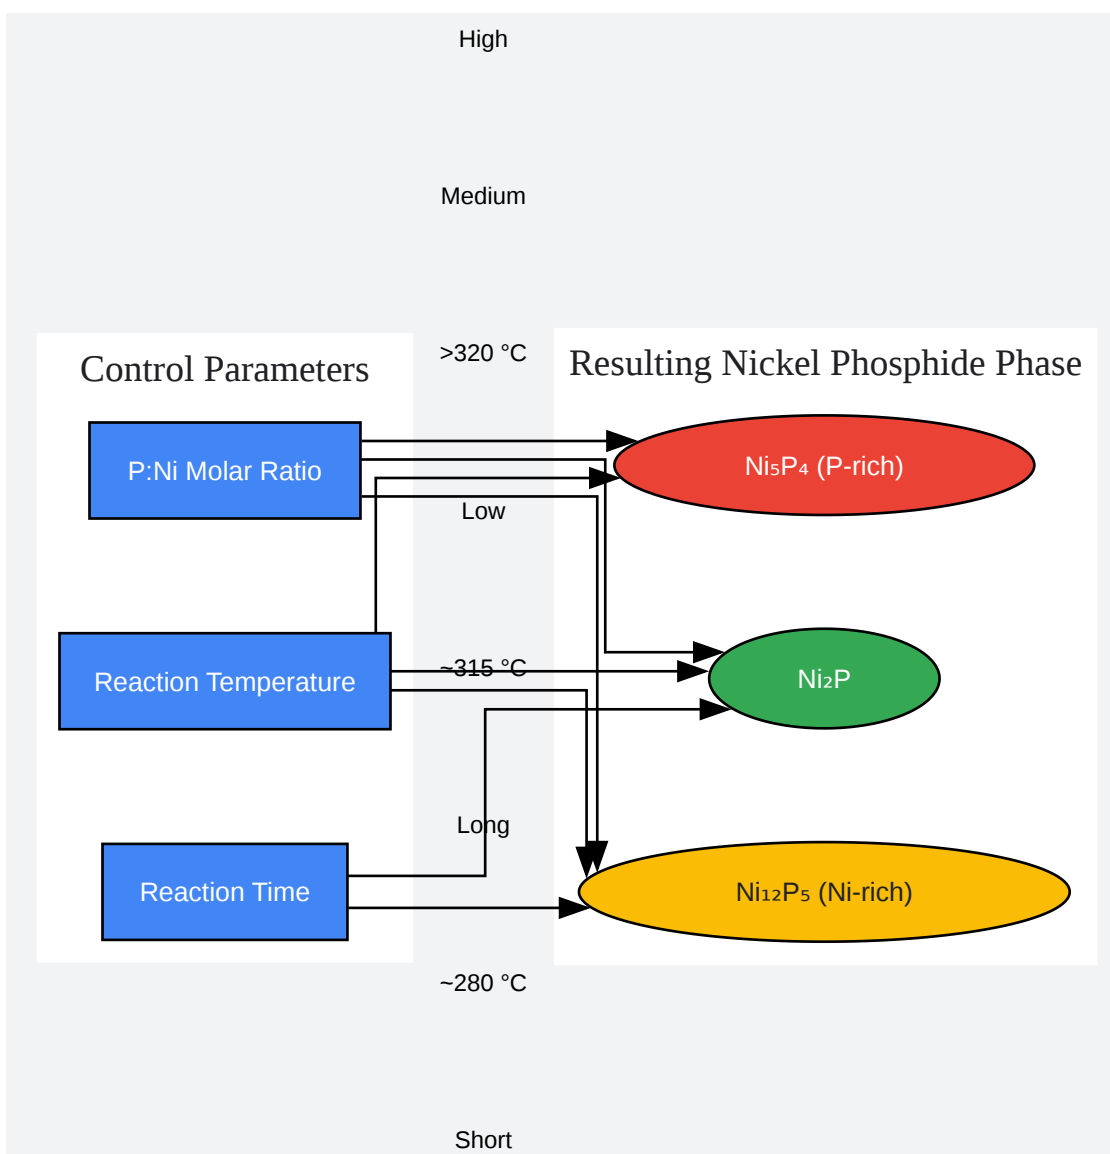 High
Medium
>320 °C
Control Parameters
Resulting Nickel Phosphide Phase
P:Ni Molar Ratio
Ni₅P₄ (P-rich)
Low
Reaction Temperature
~315 °C
Ni₂P
Long
Reaction Time
Ni₁₂P₅ (Ni-rich)
~280 °C
Short